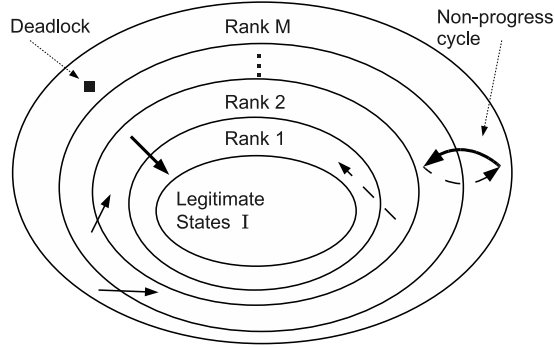 Deadlock
Rank M
Non-progress
cycle
Rank 2
Rank 1
Legitimate
States I